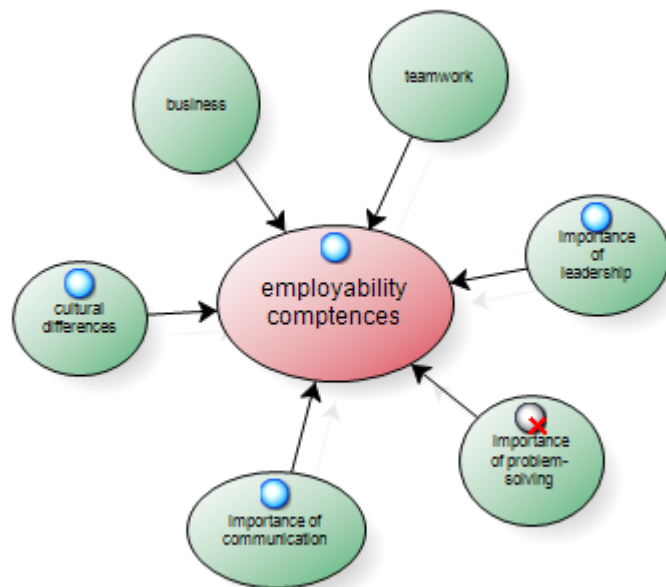 teamwork
business
Importance
of
leadership
employability
comptences
cultural
differences
Importance
of problem-
solving
Importance of
communication